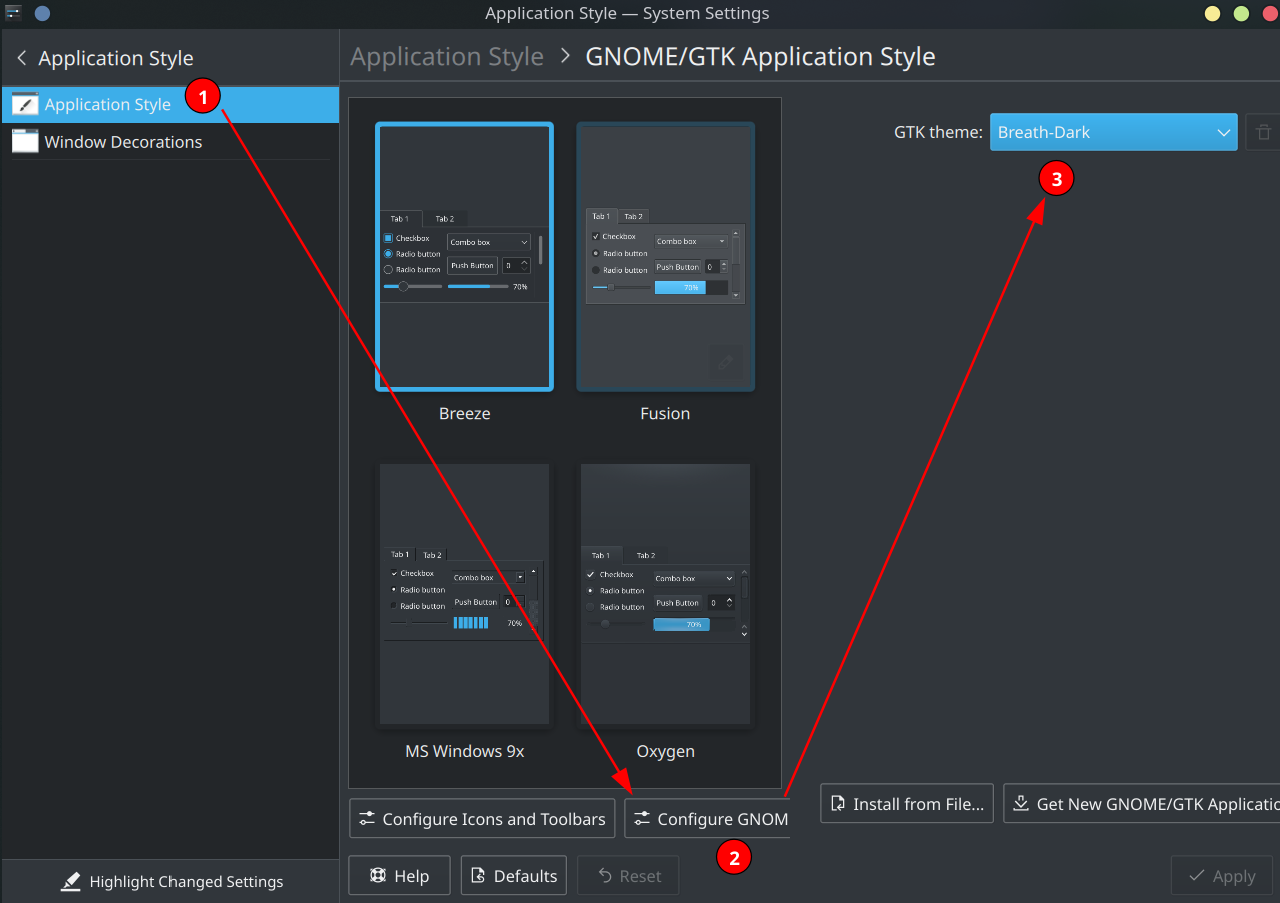 Application Style — System Settings
Application Style
Application Style > GNOME/GTK Application Style
Application Style
1
Window Decorations
GTK theme: Breath-Dark
3
Tab 1 Tab 2
Checkbox Combo box
Radio button
Radio button Push Button 0
70%
Breeze
Tab 1 Tab 2
Checkbox Combo box
Radio button
Radio button Push Button 0
70%
Fusion
Tab 1 Tab 2
Checkbox Combo box
Radio button
Radio button Push Button 0
70%
MS Windows 9x
Tab 1 Tab 2
Checkbox Combo box
Radio button
Radio button Push Button 0
70%
Oxygen
Configure Icons and Toolbars
Configure GNOM
Install from File...
Get New GNOME/GTK Applicatio
2
Highlight Changed Settings
Help
Defaults
Reset
Apply